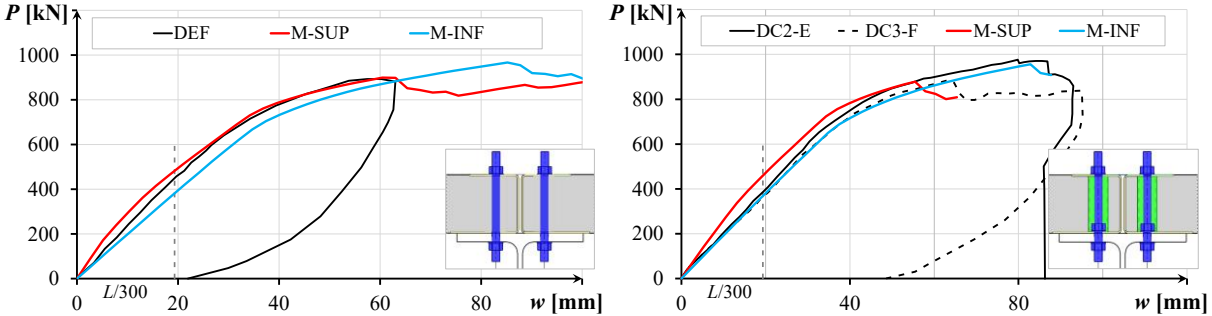 P [kN]
1000
800
600
400
200
0
DEF M-SUP M-INF
0 L/300 20 40 60 80 w [mm]
P [kN]
1000
800
600
400
200
0
DC2-E DC3-F M-SUP M-INF
0 L/300 40 80 w [mm]